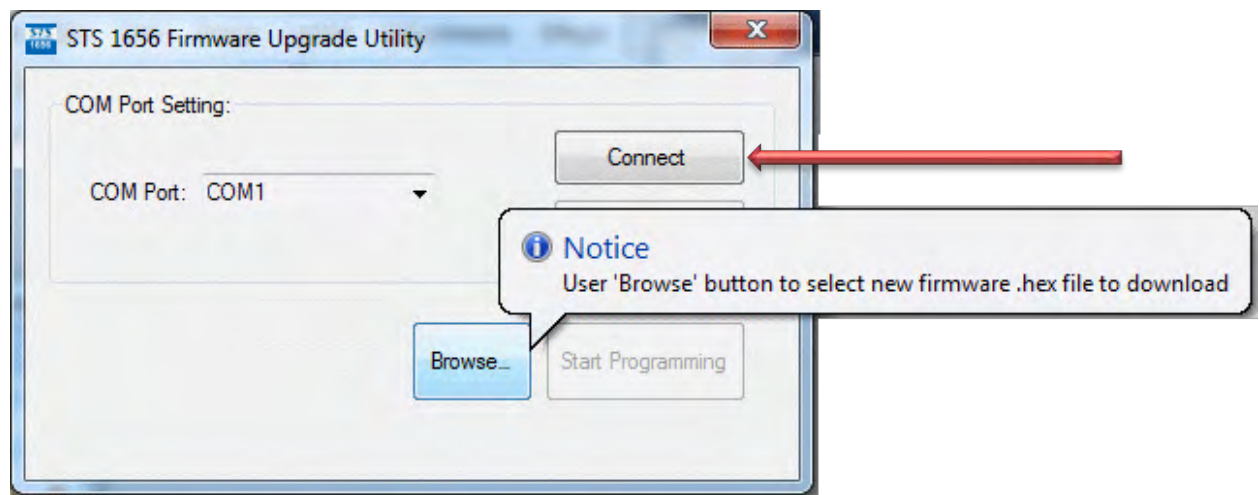 STS 1656 Firmware Upgrade Utility
COM Port Setting:
Connect
COM Port: COM1
Notice
User 'Browse' button to select new firmware .hex file to download
Browse...
Start Programming